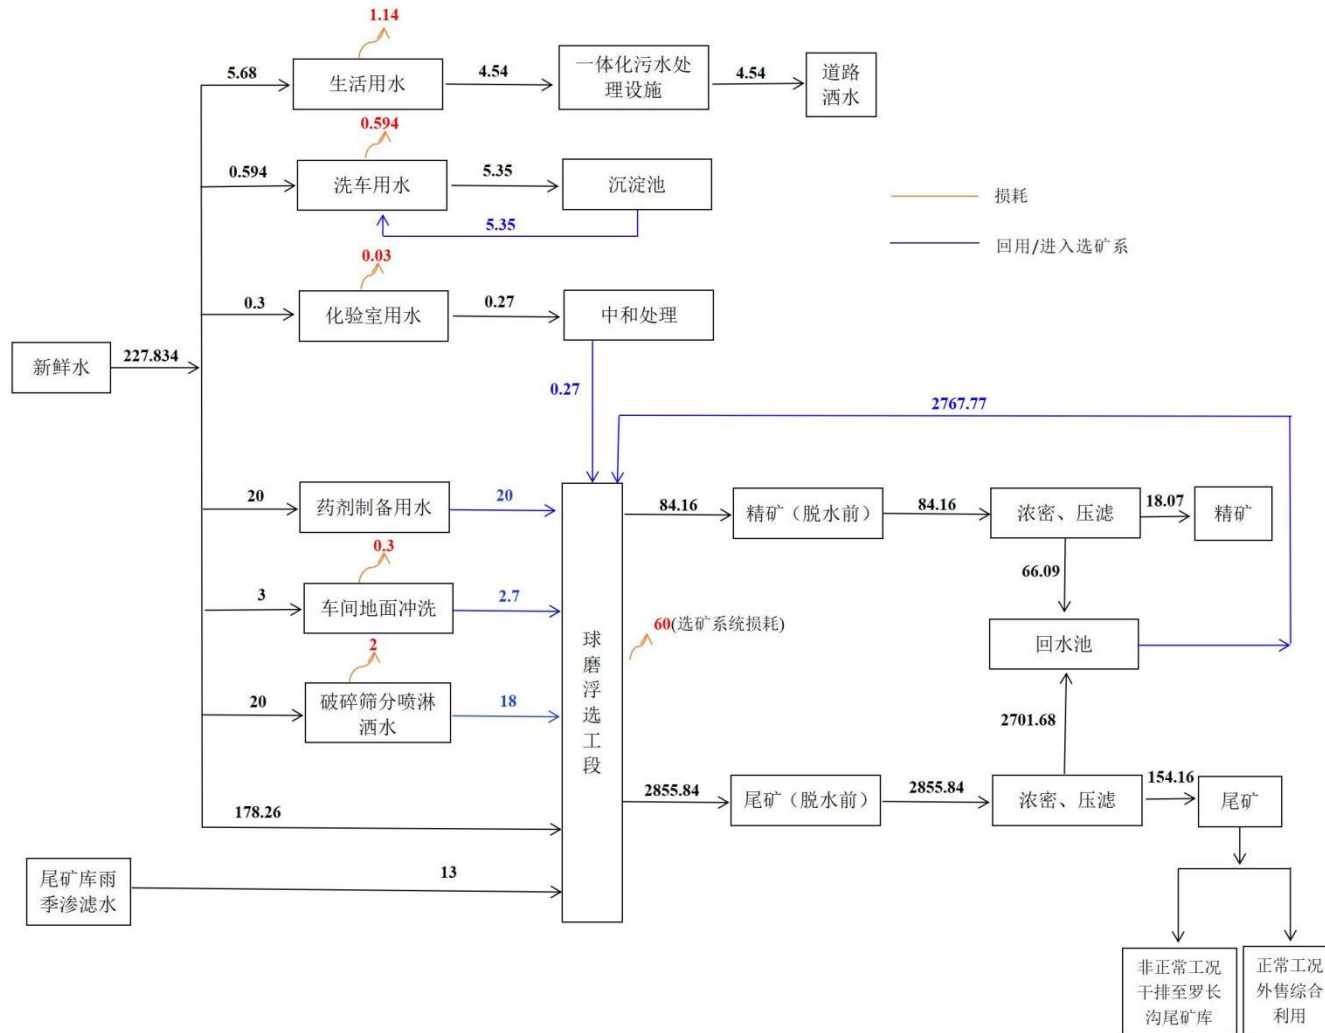 1.14
5.68
生活用水
4.54
一体化污水处
理设施
4.54
道路
洒水
0.594
0.594
洗车用水
5.35
沉淀池
5.35
损耗
回用/进入选矿系
0.03
0.3
化验室用水
0.27
中和处理
新鲜水
227.834
0.27
2767.77
20
药剂制备用水
20
84.16
精矿（脱水前）
84.16
浓密、压滤
18.07
精矿
0.3
3
车间地面冲洗
2.7
66.09
球
磨
浮
选
工
段
60(选矿系统损耗)
回水池
2
20
破碎筛分喷淋
洒水
18
2701.68
178.26
2855.84
尾矿（脱水前）
2855.84
浓密、压滤
154.16
尾矿
尾矿库雨
季渗滤水
13
非正常工况
干排至罗长
沟尾矿库
正常工况
外售综合
利用